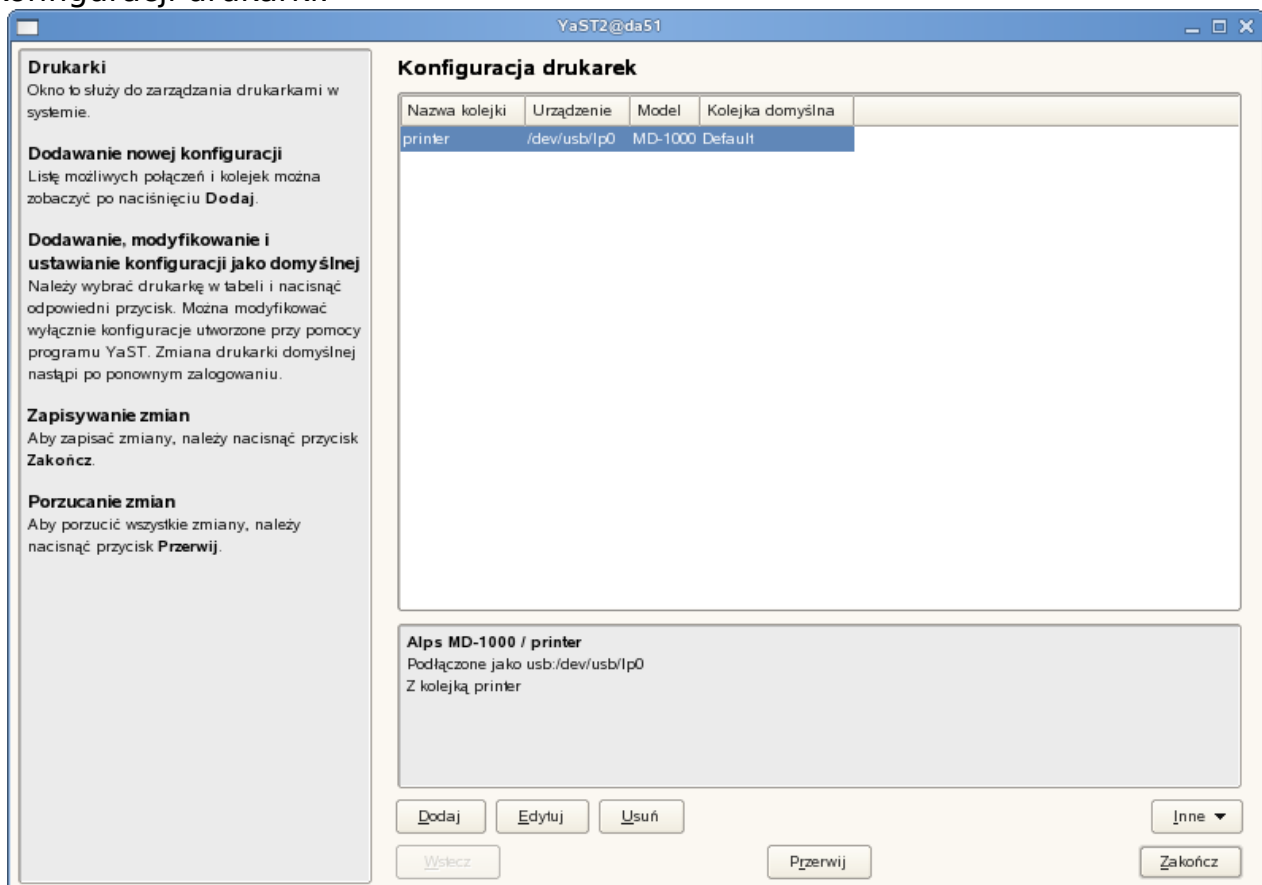 konfiguracji drukarki.
YaST2@da51
Drukarki
Okno to służy do zarządzania drukarkami w
systemie.
Dodawanie nowej konfiguracji
Listę możliwych połączeń i kolejek można
zobaczyć po naciśnięciu Dodaj.
Dodawanie, modyfikowanie i
ustawianie konfiguracji jako domyślnej
Należy wybrać drukarkę w tabeli i nacisnąć
odpowiedni przycisk. Można modyfikować
wyłącznie konfiguracje utworzone przy pomocy
programu YaST. Zmiana drukarki domyślnej
nastąpi po ponownym zalogowaniu.
Zapisywanie zmian
Aby zapisać zmiany, należy nacisnąć przycisk
Zakończ.
Porzucanie zmian
Aby porzucić wszystkie zmiany, należy
nacisnąć przycisk Przerwij.
Konfiguracja drukarek
Nazwa kolejki Urządzenie Model Kolejka domyślna
printer /dev/usb/lp0 MD-1000 Default
Alps MD-1000 / printer
Podłączone jako usb:/dev/usb/lp0
Z kolejką printer
Dodaj Edytuj Usuń Inne
Wstecz Przerwij Zakończ